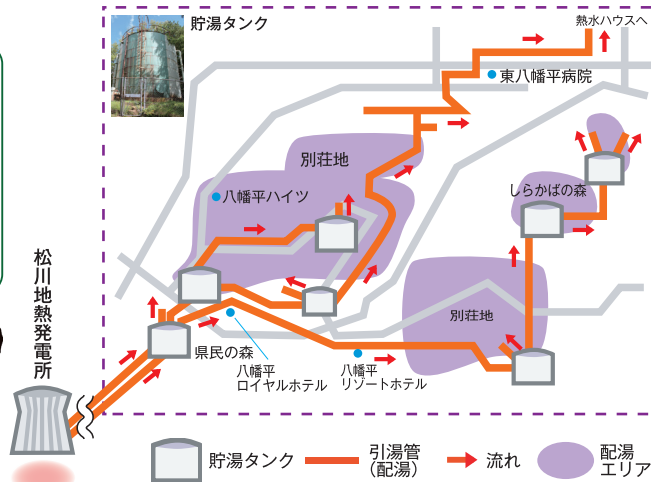 貯湯タンク
熱水ハウスへ
東八幡平病院
別荘地
八幡平ハイツ
しらかばの森
松川地熱発電所
別荘地
県民の森
八幡平
ロイヤルホテル
八幡平
リゾートホテル
貯湯タンク
引湯管
(配湯)
流れ
配湯
エリア